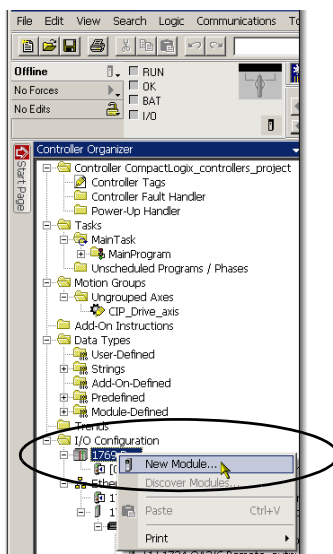 File Edit View Search Logic Communications
Offline
RUN
No Forces
OK
BAT
No Edits
I/O
Start Page
Controller Organizer
Controller CompactLogix_controllers_project
Controller Tags
Controller Fault Handler
Power-Up Handler
Tasks
MainTask
MainProgram
Unscheduled Programs / Phases
Motion Groups
Ungrouped Axes
CIP_Drive_axis
Add-On Instructions
Data Types
User-Defined
Strings
Add-On-Defined
Predefined
Module-Defined
Trends
I/O Configuration
1769
New Module...
Discover Modules...
Paste Ctrl+V
Print